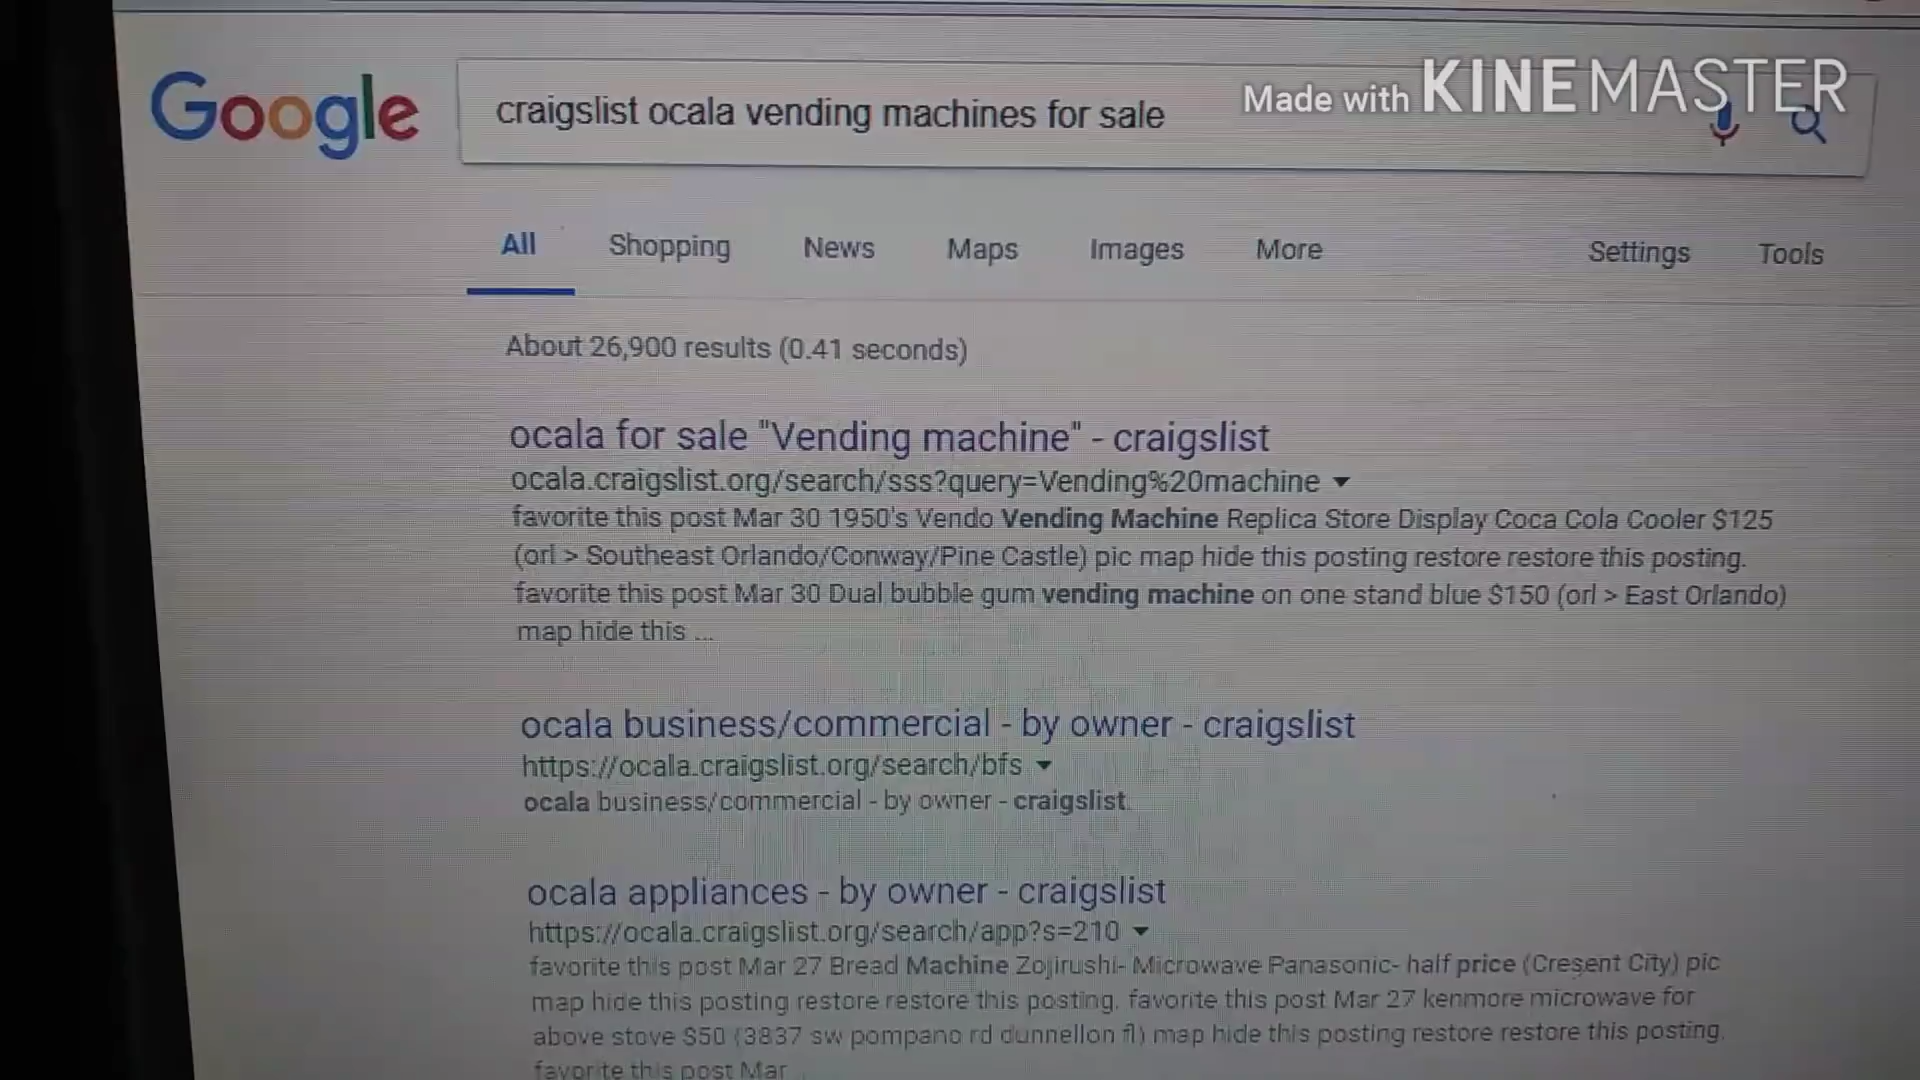 Google
craigslist ocala vending machines for sale
Made with KINEMASTER
All Shopping News Maps Images More Settings Tools
About 26,900 results (0.41 seconds)
ocala for sale "Vending machine" - craigslist
ocala.craigslist.org/search/sss?query=Vending%20machine
favorite this post Mar 30 1950's Vendo Vending Machine Replica Store Display Coca Cola Cooler $125
(orl > Southeast Orlando/Conway/Pine Castle) pic map hide this posting restore restore this posting.
favorite this post Mar 30 Dual bubble gum vending machine on one stand blue $150 (orl > East Orlando)
map hide this ...
ocala business/commercial - by owner - craigslist
https://ocala.craigslist.org/search/bfs
ocala business/commercial - by owner - craigslist.
ocala appliances - by owner - craigslist
https://ocala.craigslist.org/search/app?s=210
favorite this post Mar 27 Bread Machine Zojirushi- Microwave Panasonic- half price (Cresent City) pic
map hide this posting restore restore this posting. favorite this post Mar 27 kenmore microwave for
above stove $50 (3837 sw pompano rd dunnellon fl) map hide this posting restore restore this posting.
favorite this post Mar